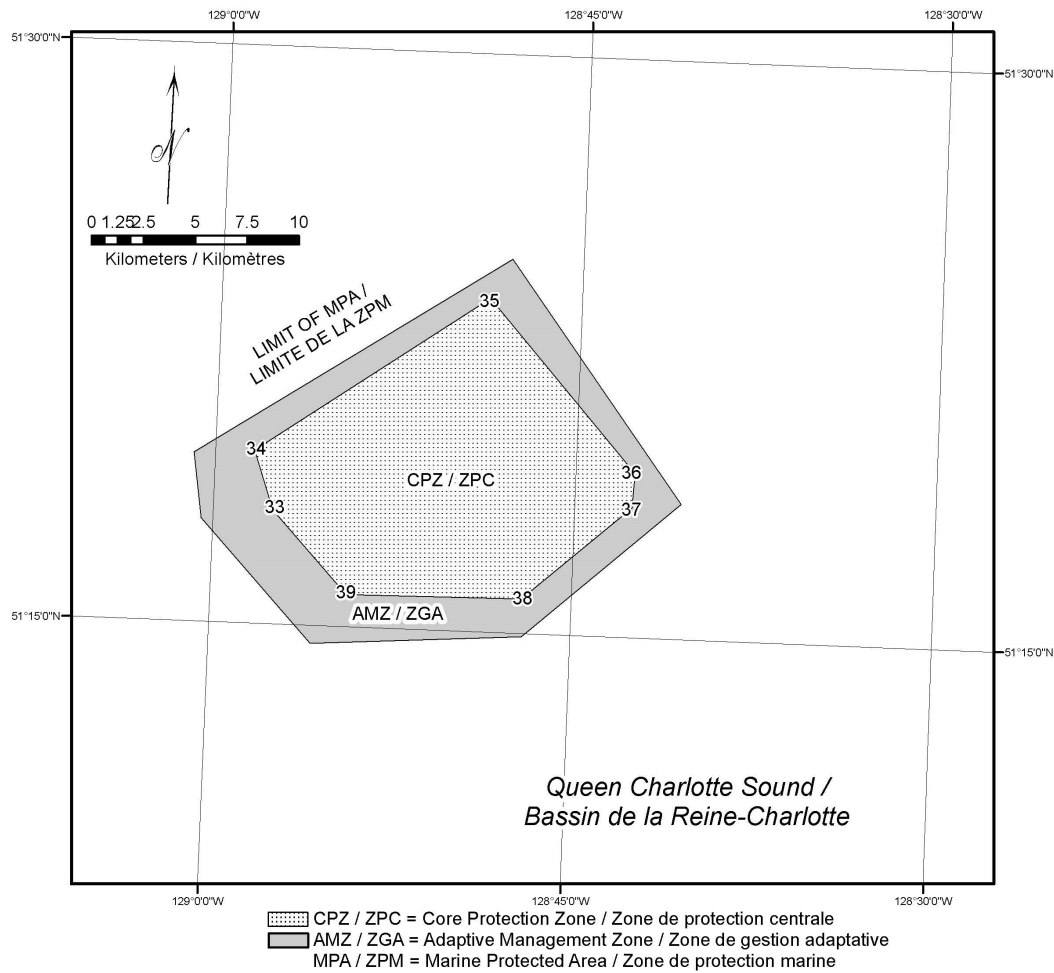 129°0'0"W 128°45'0"W 128°30'0"W
51°30'0"N
51°30'0"N
N
0 1.25 2.5 5 7.5 10
Kilometers / Kilomètres
LIMIT OF MPA /
LIMITE DE LA ZPM
35
34
36
CPZ / ZPC
33
37
39
38
AMZ / ZGA
51°15'0"N
51°15'0"N
Queen Charlotte Sound /
Bassin de la Reine-Charlotte
129°0'0"W 128°45'0"W 128°30'0"W
CPZ / ZPC = Core Protection Zone / Zone de protection centrale
AMZ / ZGA = Adaptive Management Zone / Zone de gestion adaptative
MPA / ZPM = Marine Protected Area / Zone de protection marine